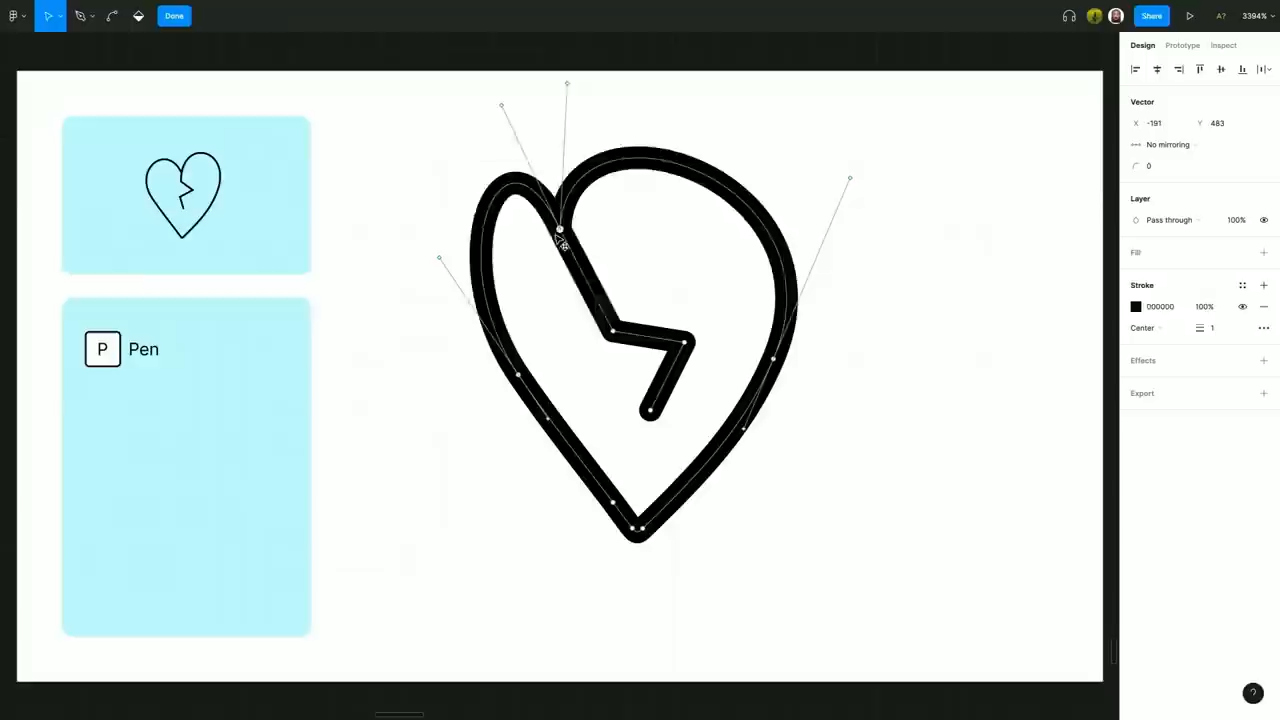 Done
Share
A?
3394%
Design Prototype Inspect
Vector
X -191 Y 483
No mirroring
0
Layer
Pass through 100%
Fill
Stroke
000000 100%
Center 1
Effects
Export
P Pen
?